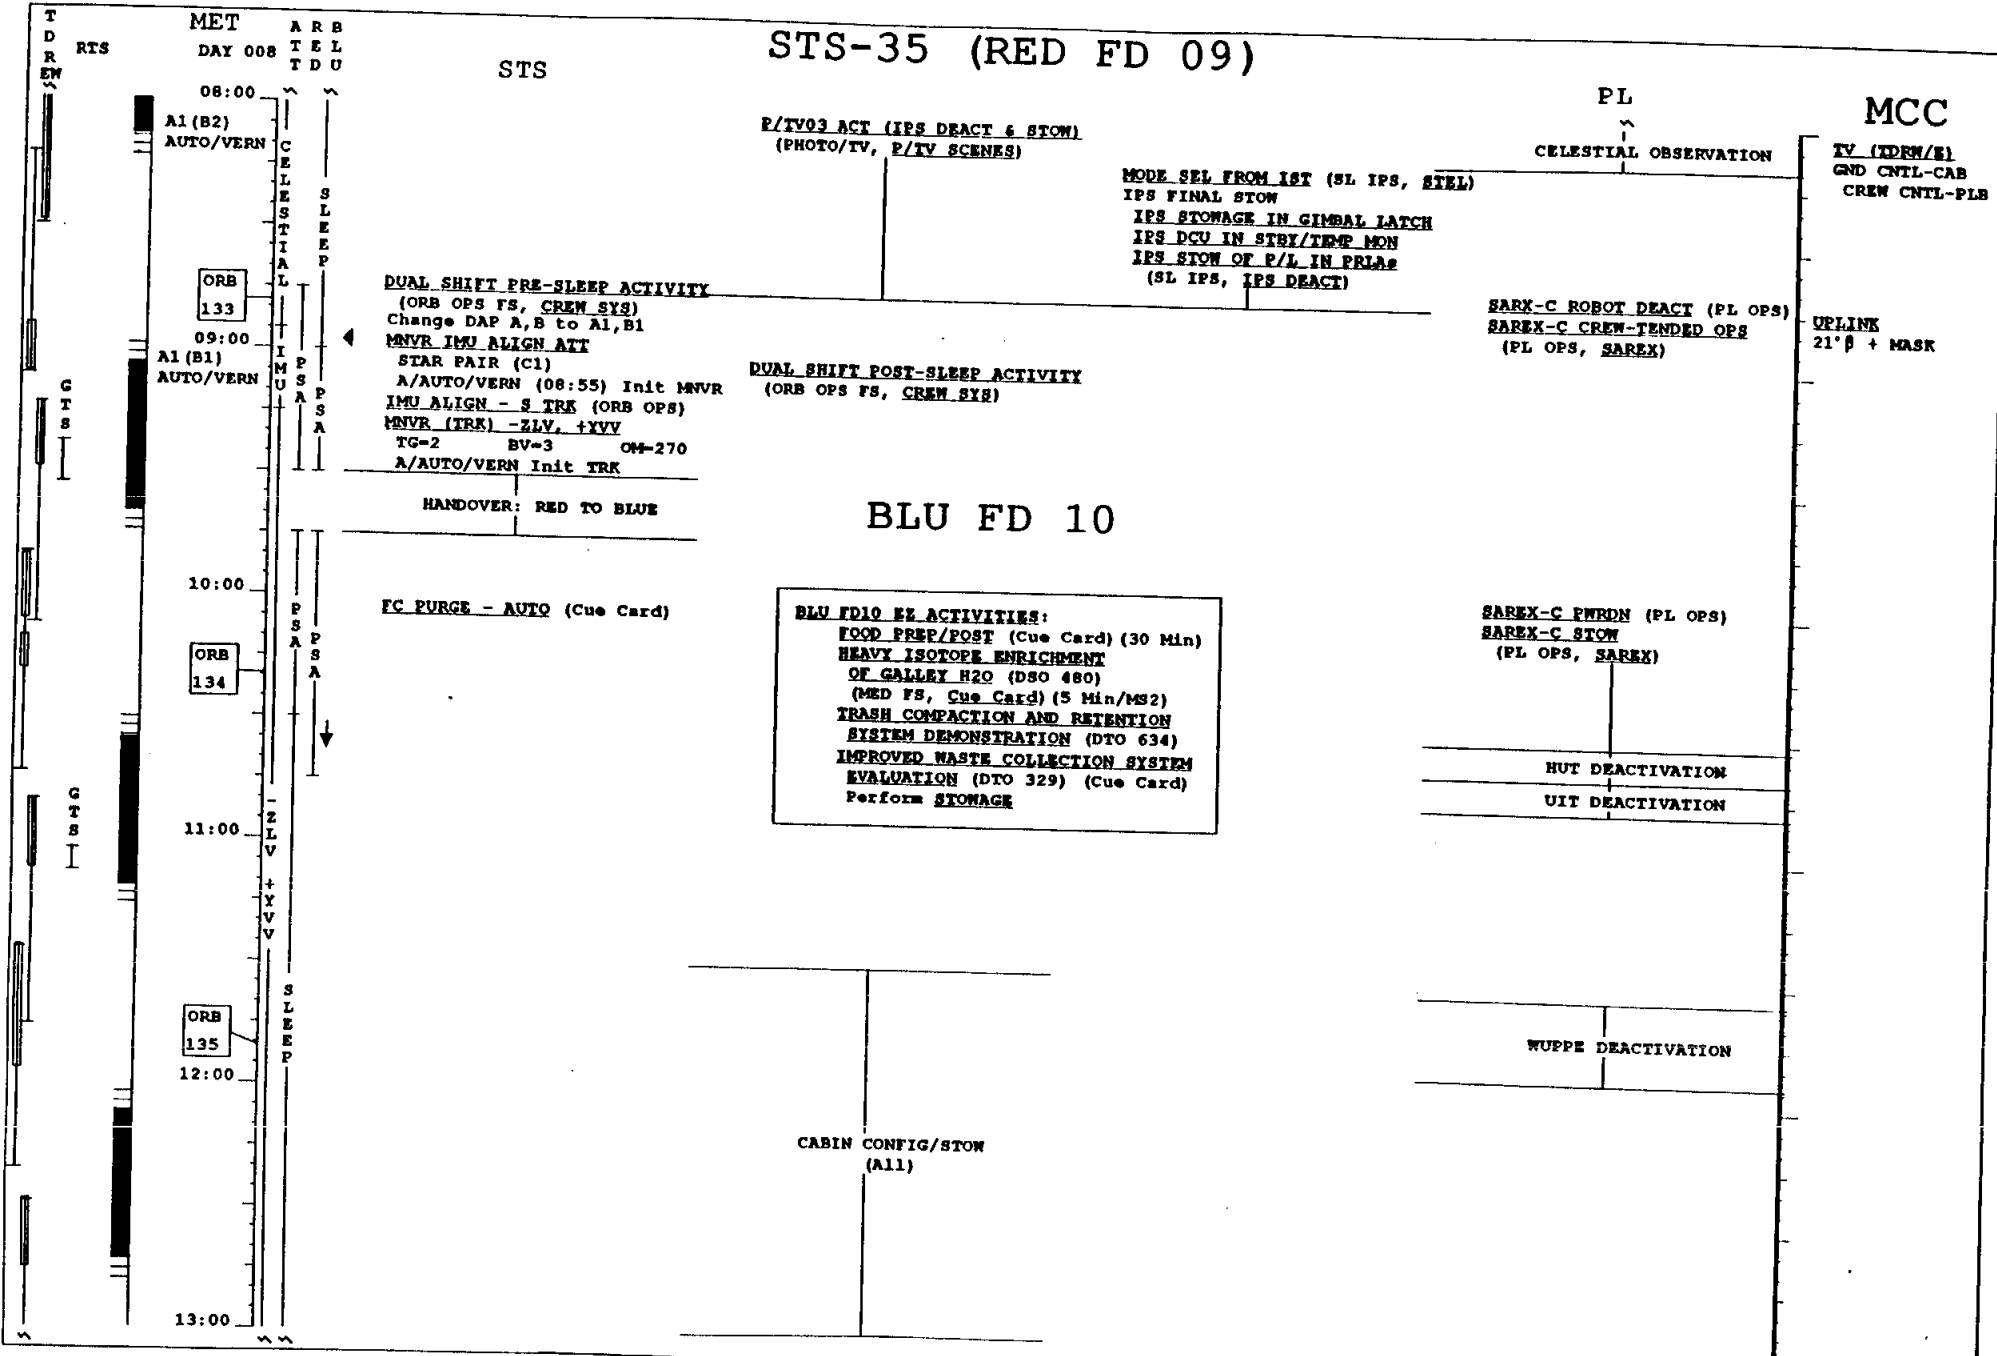 STS-35 (RED FD 09)
TDR
EW
RTS
MET
DAY 008
ATT
RED
BLU
STS
PL
MCC
08:00
A1(B2)
AUTO/VERN
CELESTIAL
SLEEP
P/TV03 ACT (IPS DEACT & STOW)
(PHOTO/TV, P/TV SCENES)
MODE SEL FROM IST (SL IPS, STEL)
IPS FINAL STOW
IPS STOWAGE IN GIMBAL LATCH
IPS DCU IN STBY/TEMP MON
IPS STOW OF P/L IN PRLAs
(SL IPS, IPS DEACT)
CELESTIAL OBSERVATION
TV (TDRW/E)
GND CNTL-CAB
CREW CNTL-PLB
ORB
133
DUAL SHIFT PRE-SLEEP ACTIVITY
(ORB OPS FS, CREW SYS)
Change DAP A,B to A1,B1
MNVR IMU ALIGN ATT
STAR PAIR (C1)
A/AUTO/VERN (08:55) Init MNVR
IMU ALIGN - S TRK (ORB OPS)
MNVR (TRK) -ZLV, +YVV
TG=2 BV=3 OM=270
A/AUTO/VERN Init TRK
SARX-C ROBOT DEACT (PL OPS)
SAREX-C CREW-TENDED OPS
(PL OPS, SAREX)
UPLINK
21°β + MASK
09:00
A1(B1)
AUTO/VERN
IMU
PSA
PSA
GTS
DUAL SHIFT POST-SLEEP ACTIVITY
(ORB OPS FS, CREW SYS)
HANDOVER: RED TO BLUE
BLU FD 10
10:00
PSA
PSA
FC PURGE - AUTO (Cue Card)
ORB
134
BLU FD10 EZ ACTIVITIES:
FOOD PREP/POST (Cue Card) (30 Min)
HEAVY ISOTOPE ENRICHMENT
OF GALLEY H2O (DSO 480)
(MED FS, Cue Card) (5 Min/MS2)
TRASH COMPACTION AND RETENTION
SYSTEM DEMONSTRATION (DTO 634)
IMPROVED WASTE COLLECTION SYSTEM
EVALUATION (DTO 329) (Cue Card)
Perform STOWAGE
SAREX-C PWRDN (PL OPS)
SAREX-C STOW
(PL OPS, SAREX)
HUT DEACTIVATION
UIT DEACTIVATION
GTS
11:00
-ZLV +YVV
SLEEP
ORB
135
WUPPE DEACTIVATION
12:00
CABIN CONFIG/STOW
(All)
13:00